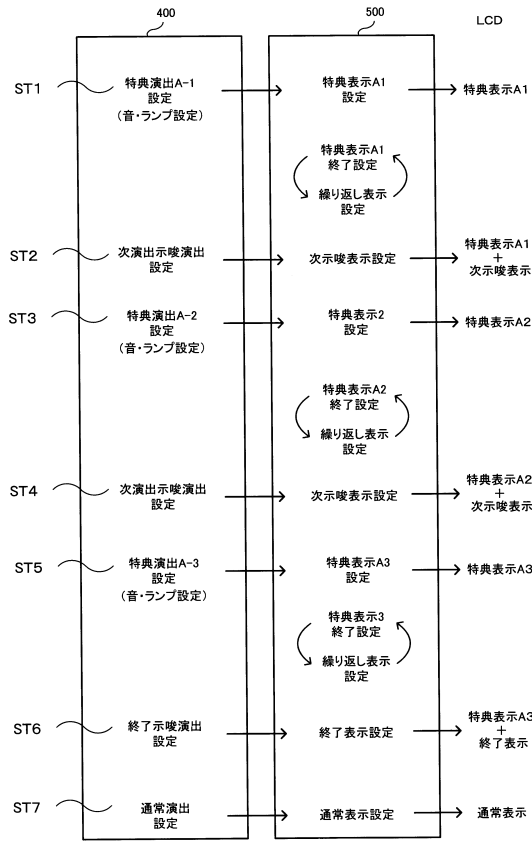 400
500
LCD
ST1
特典演出A-1
設定
(音・ランプ設定)
特典表示A1
設定
特典表示A1
特典表示A1
終了設定
繰り返し表示
設定
ST2
次演出示唆演出
設定
次示唆表示設定
特典表示A1
+
次示唆表示
ST3
特典演出A-2
設定
(音・ランプ設定)
特典表示2
設定
特典表示A2
特典表示A2
終了設定
繰り返し表示
設定
ST4
次演出示唆演出
設定
次示唆表示設定
特典表示A2
+
次示唆表示
ST5
特典演出A-3
設定
(音・ランプ設定)
特典表示A3
設定
特典表示A3
特典表示3
終了設定
繰り返し表示
設定
ST6
終了示唆演出
設定
終了表示設定
特典表示A3
+
終了表示
ST7
通常演出
設定
通常表示設定
通常表示